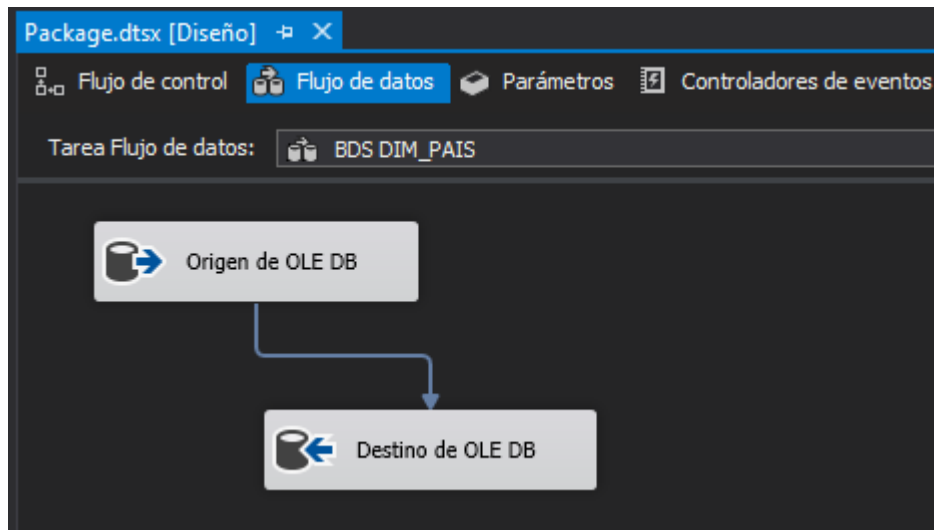 Package.dtsx [Diseño]
Flujo de control Flujo de datos Parámetros Controladores de eventos
Tarea Flujo de datos: BDS DIM_PAIS
Origen de OLE DB
Destino de OLE DB